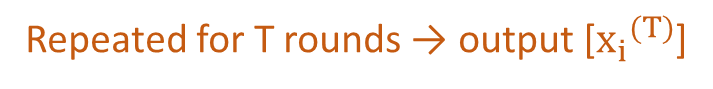 Repeated for T rounds → output [xᵢ⁽ᵀ⁾]